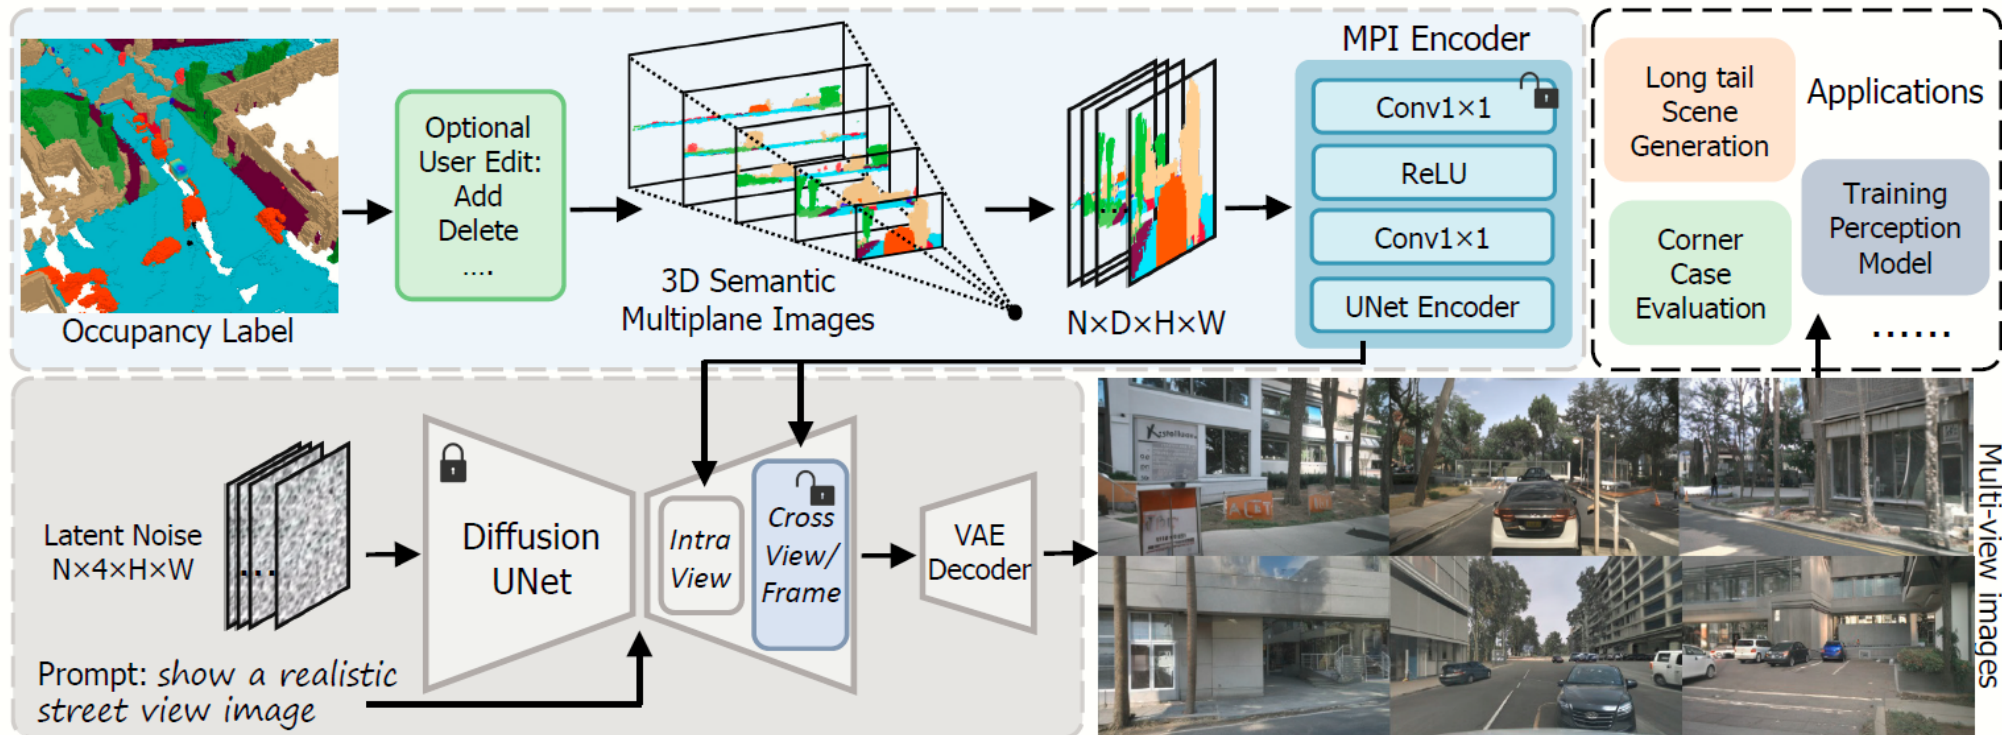 Occupancy Label
Optional
User Edit:
Add
Delete
....
3D Semantic
Multiplane Images
N×D×H×W
MPI Encoder
Conv1×1
ReLU
Conv1×1
UNet Encoder
Long tail
Scene
Generation
Applications
Training
Perception
Model
Corner
Case
Evaluation
......
Latent Noise
N×4×H×W
...
Diffusion
UNet
Intra
View
Cross
View/
Frame
VAE
Decoder
Prompt: show a realistic
street view image
Multi-view images